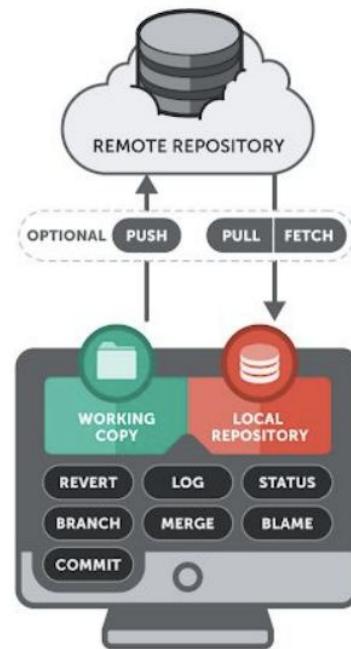 REMOTE REPOSITORY
OPTIONAL PUSH PULL FETCH
WORKING COPY
LOCAL REPOSITORY
REVERT LOG STATUS
BRANCH MERGE BLAME
COMMIT